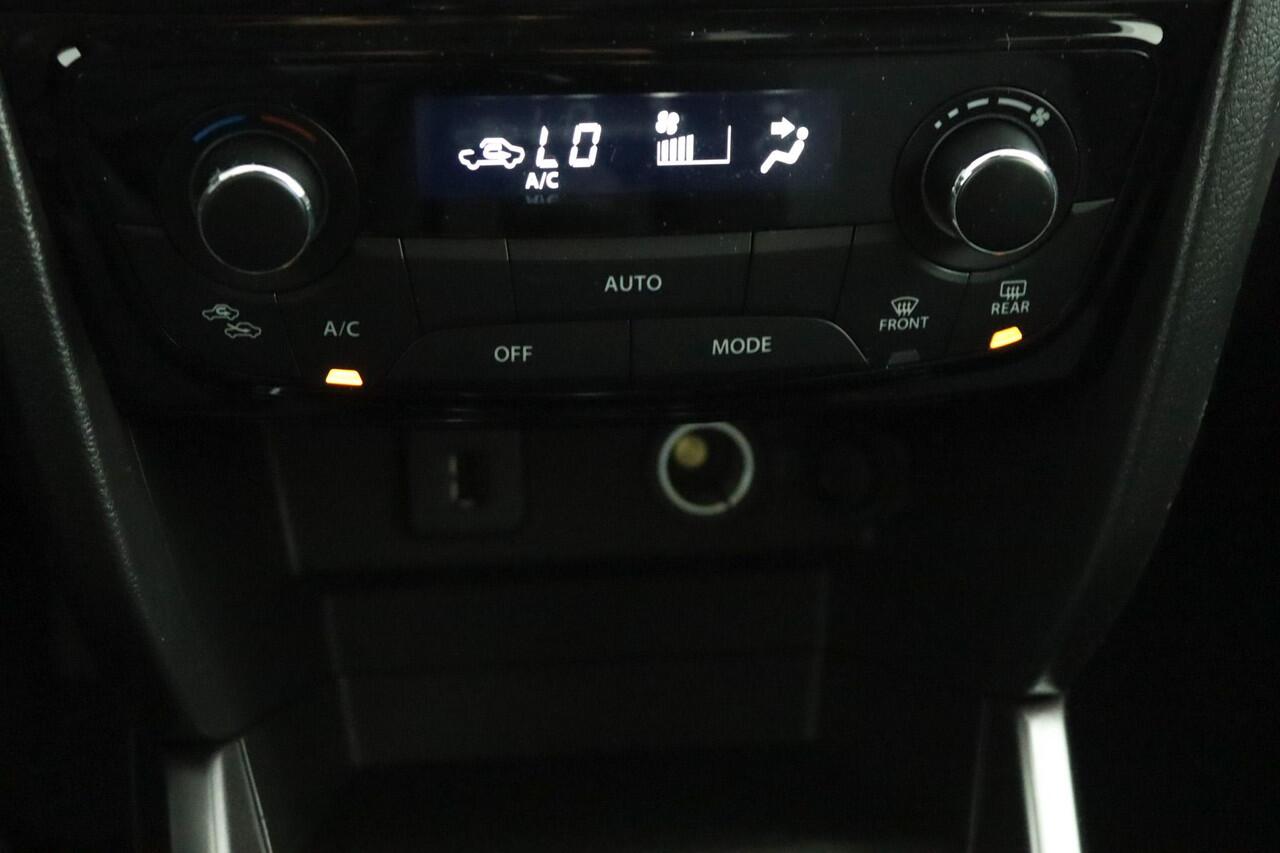 LO
A/C
AUTO
A/C
OFF
MODE
FRONT
REAR